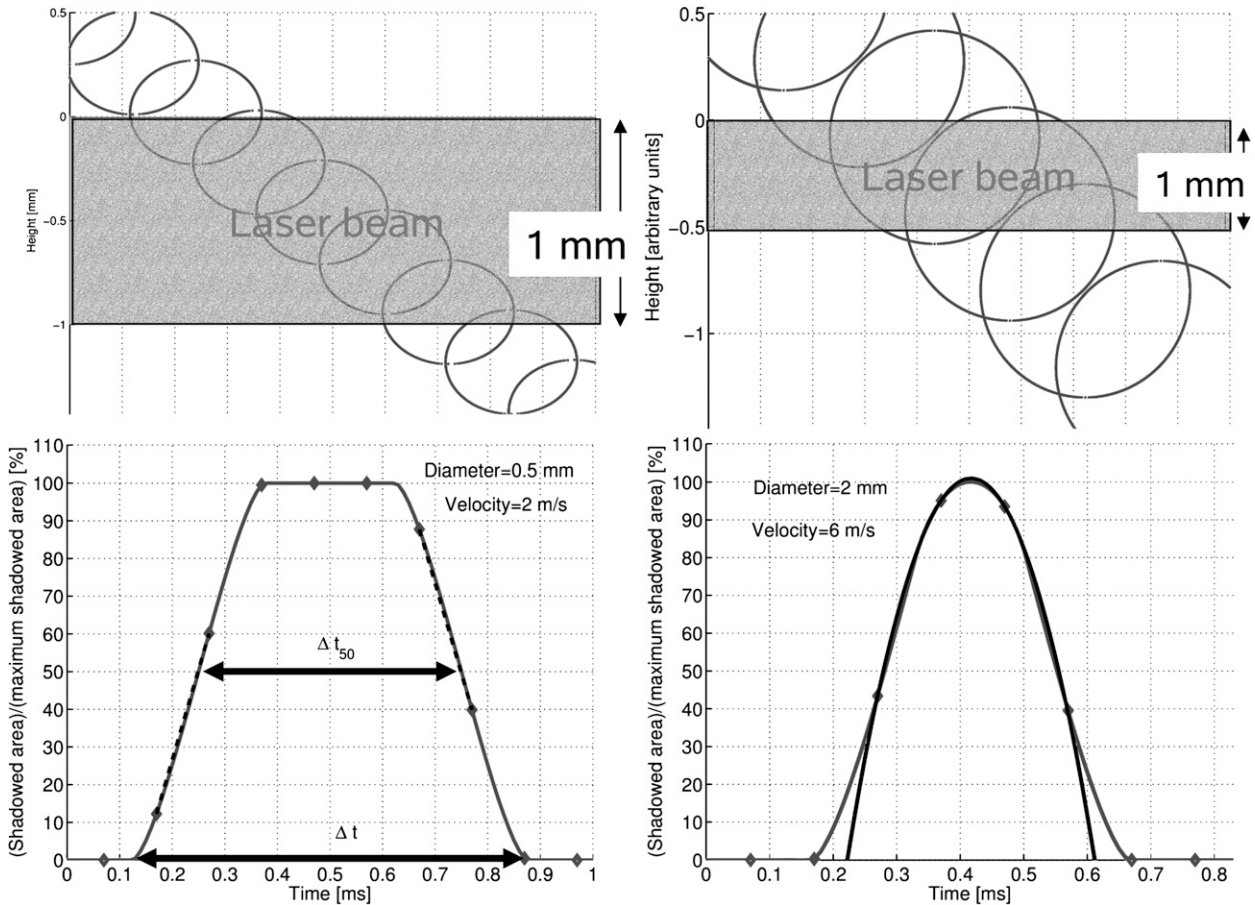 0.5
0
−0.5
−1
Height [mm]
Laser beam
1 mm
0.5
0
−0.5
−1
Height [arbitrary units]
Laser beam
1 mm
110
100
90
80
70
60
50
40
30
20
10
0
(Shadowed area)/(maximum shadowed area) [%]
Diameter=0.5 mm
Velocity=2 m/s
Δ t50
Δ t
0 0.1 0.2 0.3 0.4 0.5 0.6 0.7 0.8 0.9 1
Time [ms]
110
100
90
80
70
60
50
40
30
20
10
0
(Shadowed area)/(maximum shadowed area) [%]
Diameter=2 mm
Velocity=6 m/s
0 0.1 0.2 0.3 0.4 0.5 0.6 0.7 0.8
Time [ms]